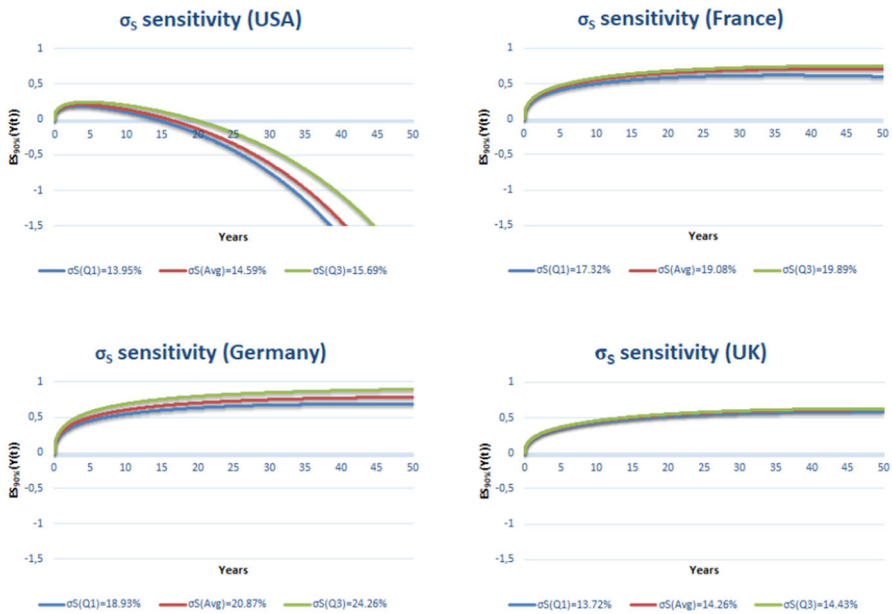 σS sensitivity (USA)
ES90%(Y(t))
1
0,5
0
-0,5
-1
-1,5
0 5 10 15 20 25 30 35 40 45 50
Years
σS(Q1)=13.95% σS(Avg)=14.59% σS(Q3)=15.69%
σS sensitivity (France)
ES90%(Y(t))
1
0,5
0
-0,5
-1
-1,5
0 5 10 15 20 25 30 35 40 45 50
Years
σS(Q1)=17.32% σS(Avg)=19.08% σS(Q3)=19.89%
σS sensitivity (Germany)
ES90%(Y(t))
1
0,5
0
-0,5
-1
-1,5
0 5 10 15 20 25 30 35 40 45 50
Years
σS(Q1)=18.93% σS(Avg)=20.87% σS(Q3)=24.26%
σS sensitivity (UK)
ES90%(Y(t))
1
0,5
0
-0,5
-1
-1,5
0 5 10 15 20 25 30 35 40 45 50
Years
σS(Q1)=13.72% σS(Avg)=14.26% σS(Q3)=14.43%